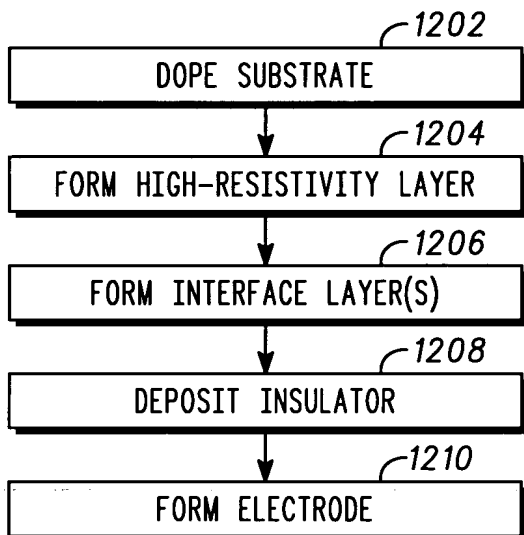 1202
DOPE SUBSTRATE
1204
FORM HIGH-RESISTIVITY LAYER
1206
FORM INTERFACE LAYER(S)
1208
DEPOSIT INSULATOR
1210
FORM ELECTRODE